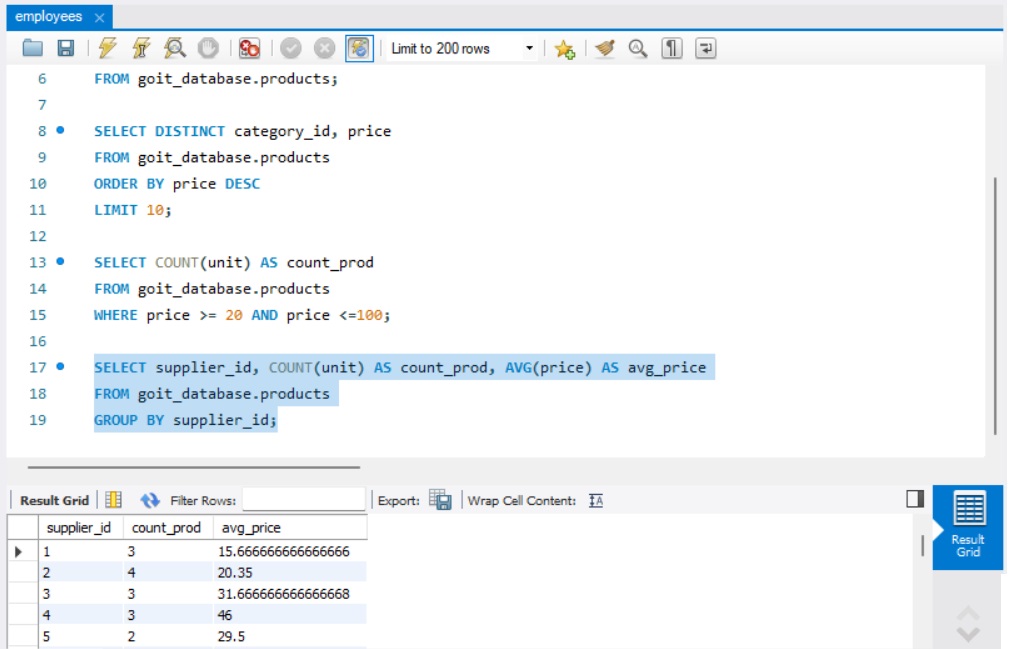 employees
Limit to 200 rows
6 FROM goit_database.products;
7
8 SELECT DISTINCT category_id, price
9 FROM goit_database.products
10 ORDER BY price DESC
11 LIMIT 10;
12
13 SELECT COUNT(unit) AS count_prod
14 FROM goit_database.products
15 WHERE price >= 20 AND price <=100;
16
17 SELECT supplier_id, COUNT(unit) AS count_prod, AVG(price) AS avg_price
18 FROM goit_database.products
19 GROUP BY supplier_id;
Result Grid Filter Rows: Export: Wrap Cell Content: IA
supplier_id count_prod avg_price
1 3 15.666666666666666
2 4 20.35
3 3 31.666666666666668
4 3 46
5 2 29.5
Result
Grid